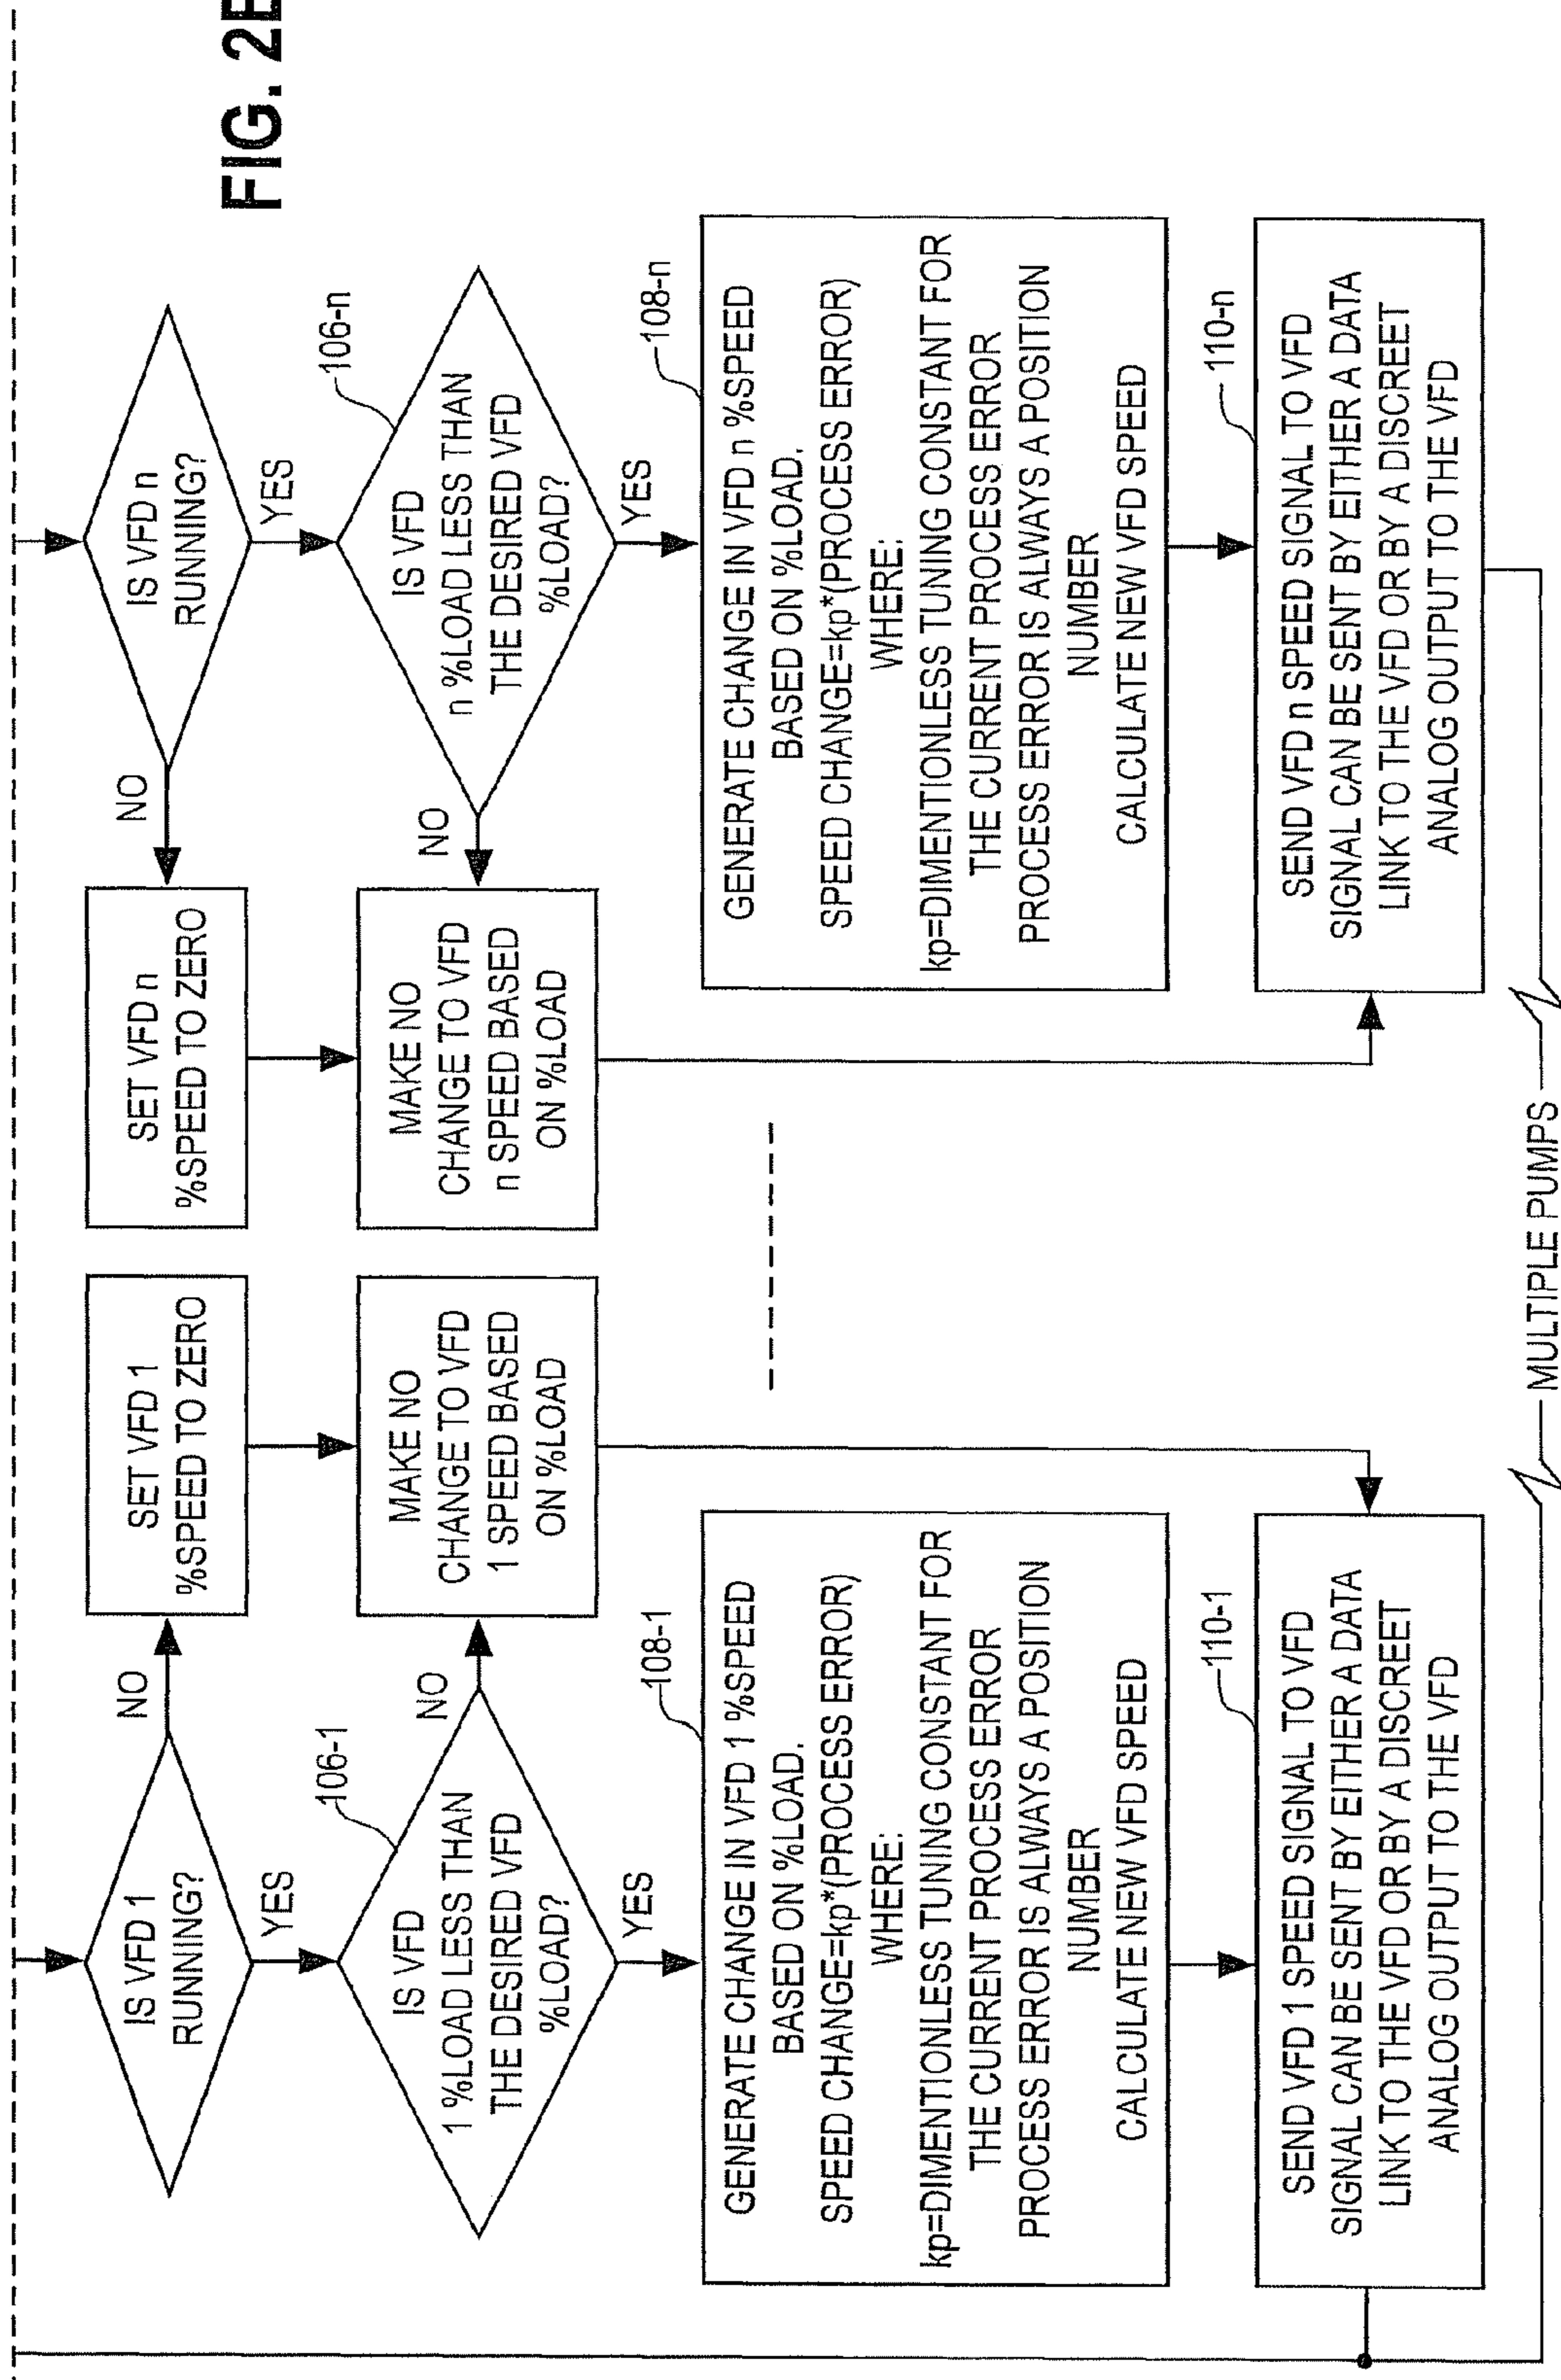 FIG. 2B
IS VFD 1
RUNNING?
NO
YES
SET VFD 1
%SPEED TO ZERO
106-1
IS VFD
1 %LOAD LESS THAN
THE DESIRED VFD
%LOAD?
NO
YES
MAKE NO
CHANGE TO VFD
1 SPEED BASED
ON %LOAD
108-1
GENERATE CHANGE IN VFD 1 %SPEED
BASED ON %LOAD.
SPEED CHANGE=kp*(PROCESS ERROR)
WHERE:
kp=DIMENTIONLESS TUNING CONSTANT FOR
THE CURRENT PROCESS ERROR
PROCESS ERROR IS ALWAYS A POSITION
NUMBER
CALCULATE NEW VFD SPEED
110-1
SEND VFD 1 SPEED SIGNAL TO VFD
SIGNAL CAN BE SENT BY EITHER A DATA
LINK TO THE VFD OR BY A DISCREET
ANALOG OUTPUT TO THE VFD
SET VFD n
%SPEED TO ZERO
NO
IS VFD n
RUNNING?
YES
MAKE NO
CHANGE TO VFD
n SPEED BASED
ON %LOAD
NO
106-n
IS VFD
n %LOAD LESS THAN
THE DESIRED VFD
%LOAD?
YES
108-n
GENERATE CHANGE IN VFD n %SPEED
BASED ON %LOAD.
SPEED CHANGE=kp*(PROCESS ERROR)
WHERE:
kp=DIMENTIONLESS TUNING CONSTANT FOR
THE CURRENT PROCESS ERROR
PROCESS ERROR IS ALWAYS A POSITION
NUMBER
CALCULATE NEW VFD SPEED
110-n
SEND VFD n SPEED SIGNAL TO VFD
SIGNAL CAN BE SENT BY EITHER A DATA
LINK TO THE VFD OR BY A DISCREET
ANALOG OUTPUT TO THE VFD
MULTIPLE PUMPS